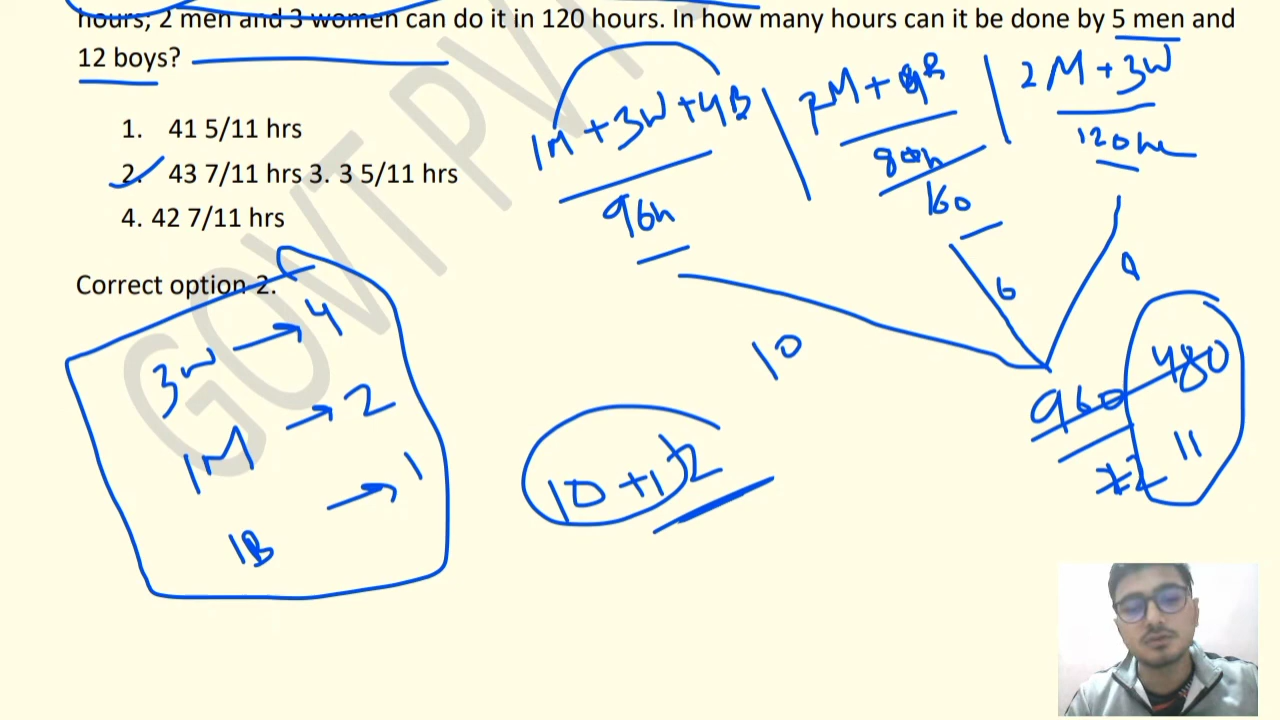 hours; 2 men and 3 women can do it in 120 hours. In how many hours can it be done by 5 men and
12 boys?
1. 41 5/11 hrs
2. 43 7/11 hrs 3. 3 5/11 hrs
4. 42 7/11 hrs
Correct option-2.
1M + 3W + 4B
96h
2M + 8B
80h
160
2M + 3W
120hr
10
6
9
960
480
11
3W → 4
1M → 2
1B → 1
10 + 12
GOVT PVT